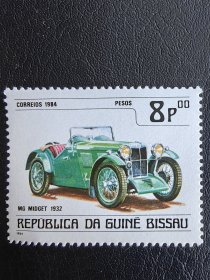 CORREIOS 1984 PESOS
8P00
MG MIDGET 1932
REPUBLICA DA GUINÉ BISSAU